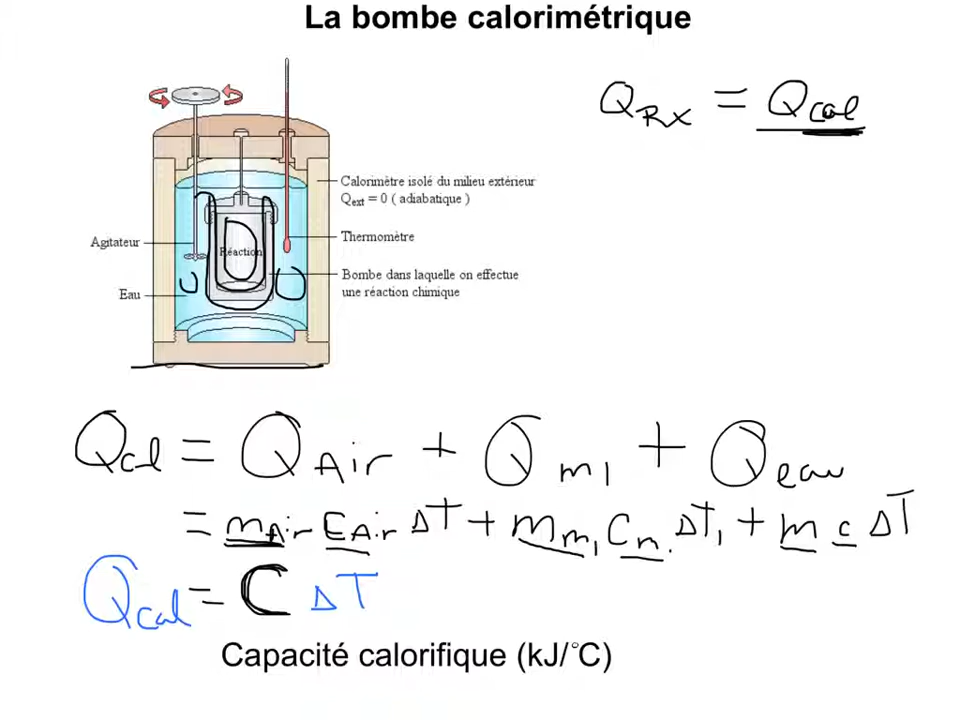 La bombe calorimétrique
Q_RX = Q_cal
Calorimètre isolé du milieu extérieur
Q_ext = 0 ( adiabatique )
Agitateur
Thermomètre
Réaction
Bombe dans laquelle on effectue
une réaction chimique
Eau
Q_cal = Q_Air + Q_m1 + Q_eau
= m_Air C_Air ΔT + m_m1 C_m1 ΔT1 + m c ΔT
Q_cal = C ΔT
Capacité calorifique (kJ/°C)